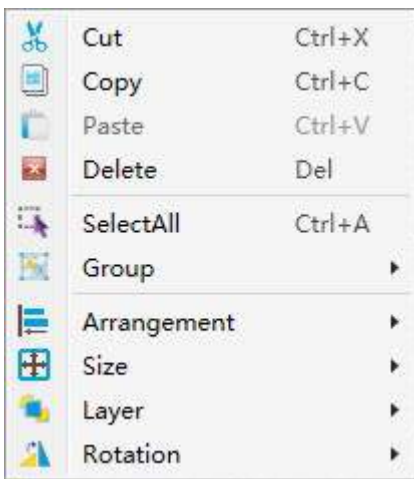 Cut Ctrl+X
Copy Ctrl+C
Paste Ctrl+V
Delete Del
SelectAll Ctrl+A
Group
Arrangement
Size
Layer
Rotation